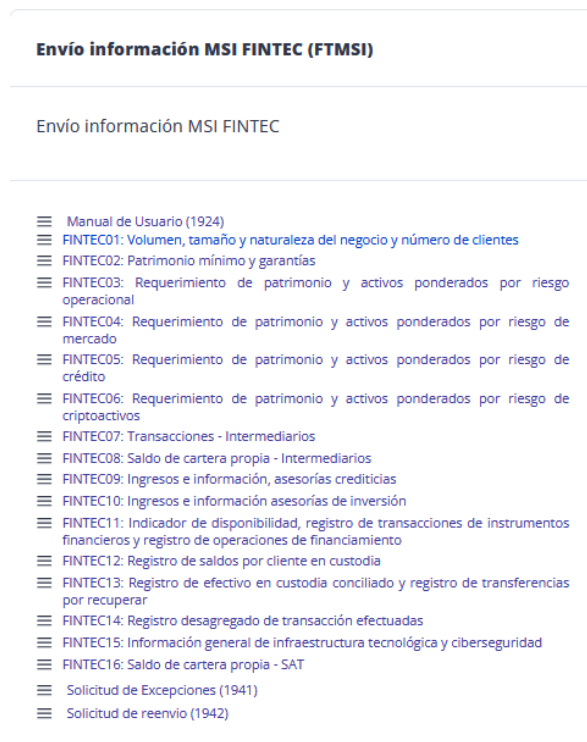 Envío información MSI FINTEC (FTMSI)
Envío información MSI FINTEC
Manual de Usuario (1924)
FINTEC01: Volumen, tamaño y naturaleza del negocio y número de clientes
FINTEC02: Patrimonio mínimo y garantías
FINTEC03: Requerimiento de patrimonio y activos ponderados por riesgo
operacional
FINTEC04: Requerimiento de patrimonio y activos ponderados por riesgo de
mercado
FINTEC05: Requerimiento de patrimonio y activos ponderados por riesgo de
crédito
FINTEC06: Requerimiento de patrimonio y activos ponderados por riesgo de
criptoactivos
FINTEC07: Transacciones - Intermediarios
FINTEC08: Saldo de cartera propia - Intermediarios
FINTEC09: Ingresos e información, asesorías crediticias
FINTEC10: Ingresos e información asesorías de inversión
FINTEC11: Indicador de disponibilidad, registro de transacciones de instrumentos
financieros y registro de operaciones de financiamiento
FINTEC12: Registro de saldos por cliente en custodia
FINTEC13: Registro de efectivo en custodia conciliado y registro de transferencias
por recuperar
FINTEC14: Registro desagregado de transacción efectuadas
FINTEC15: Información general de infraestructura tecnológica y ciberseguridad
FINTEC16: Saldo de cartera propia - SAT
Solicitud de Excepciones (1941)
Solicitud de reenvio (1942)